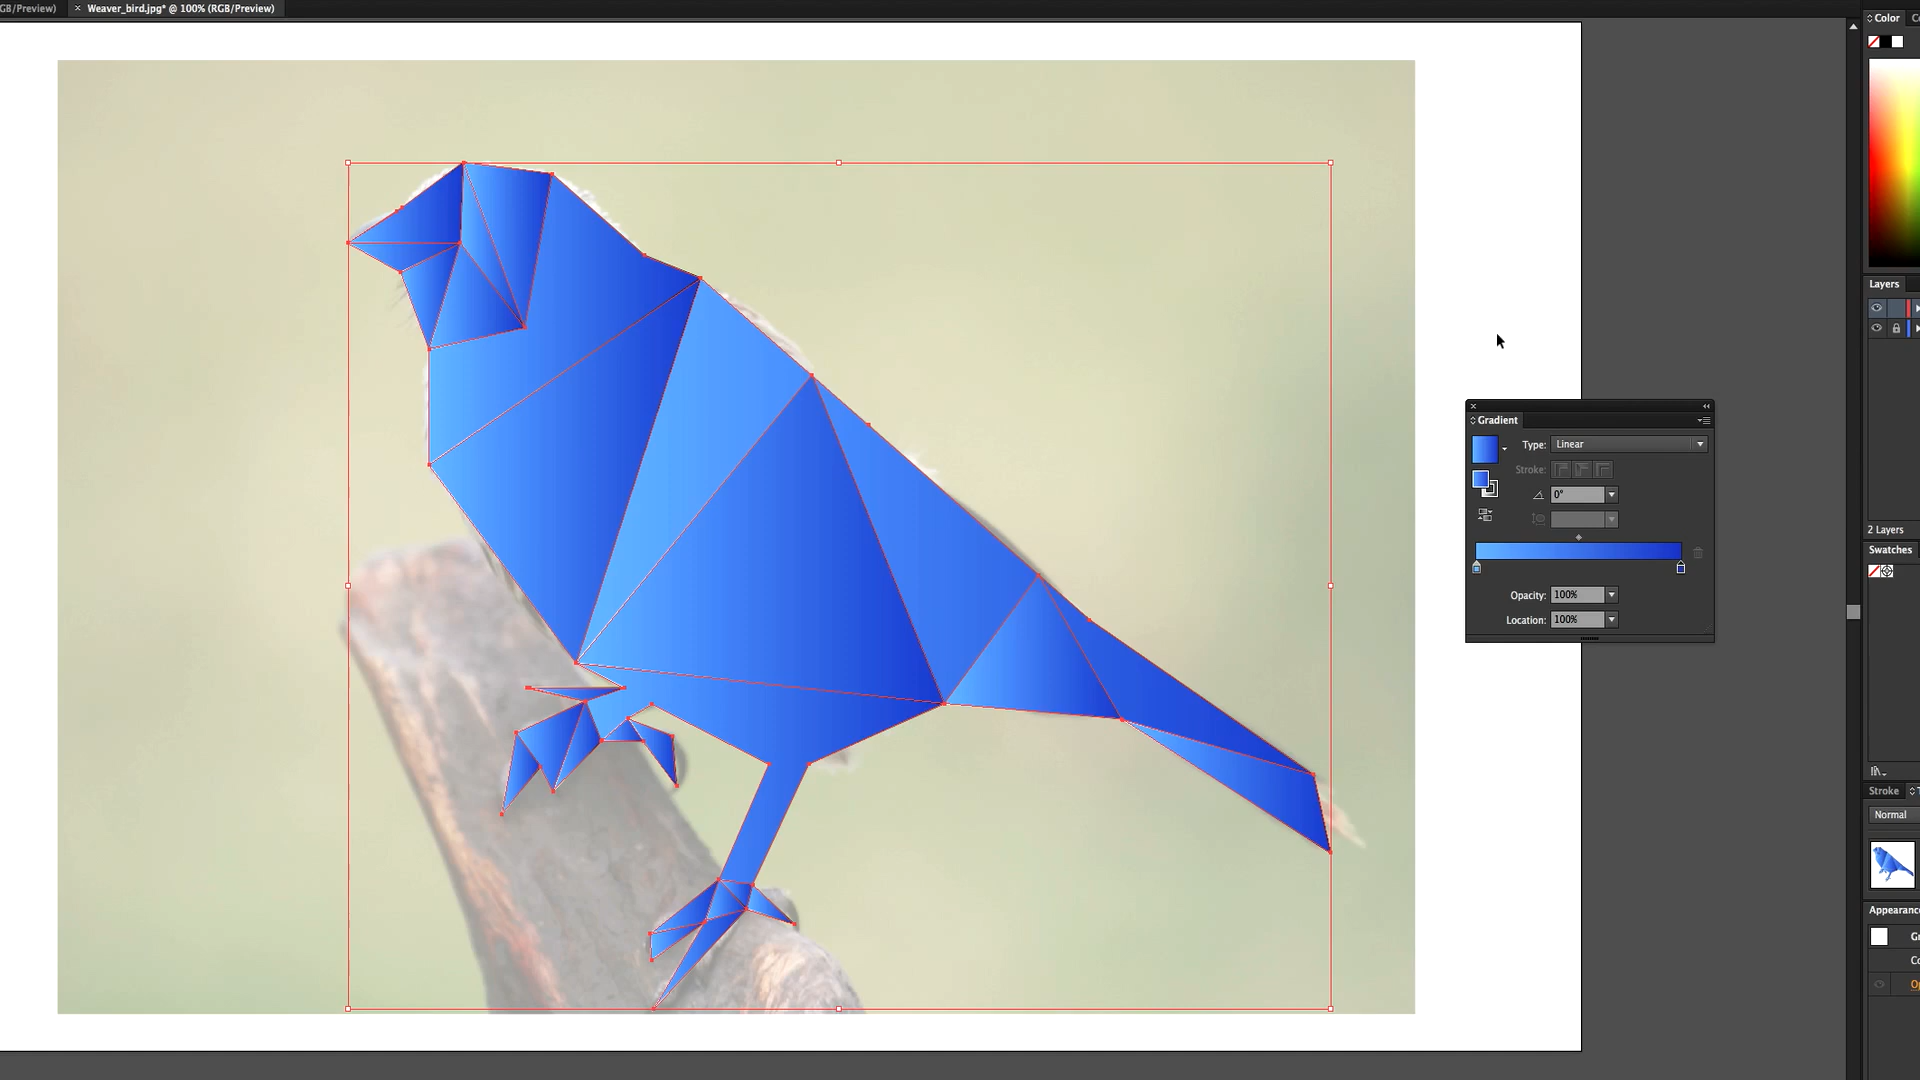 GB/Preview)
× Weaver_bird.jpg* @ 100% (RGB/Preview)
Color
Layers
Gradient
Type: Linear
Stroke:
0°
Opacity: 100%
Location: 100%
2 Layers
Swatches
Stroke
Normal
Appearance